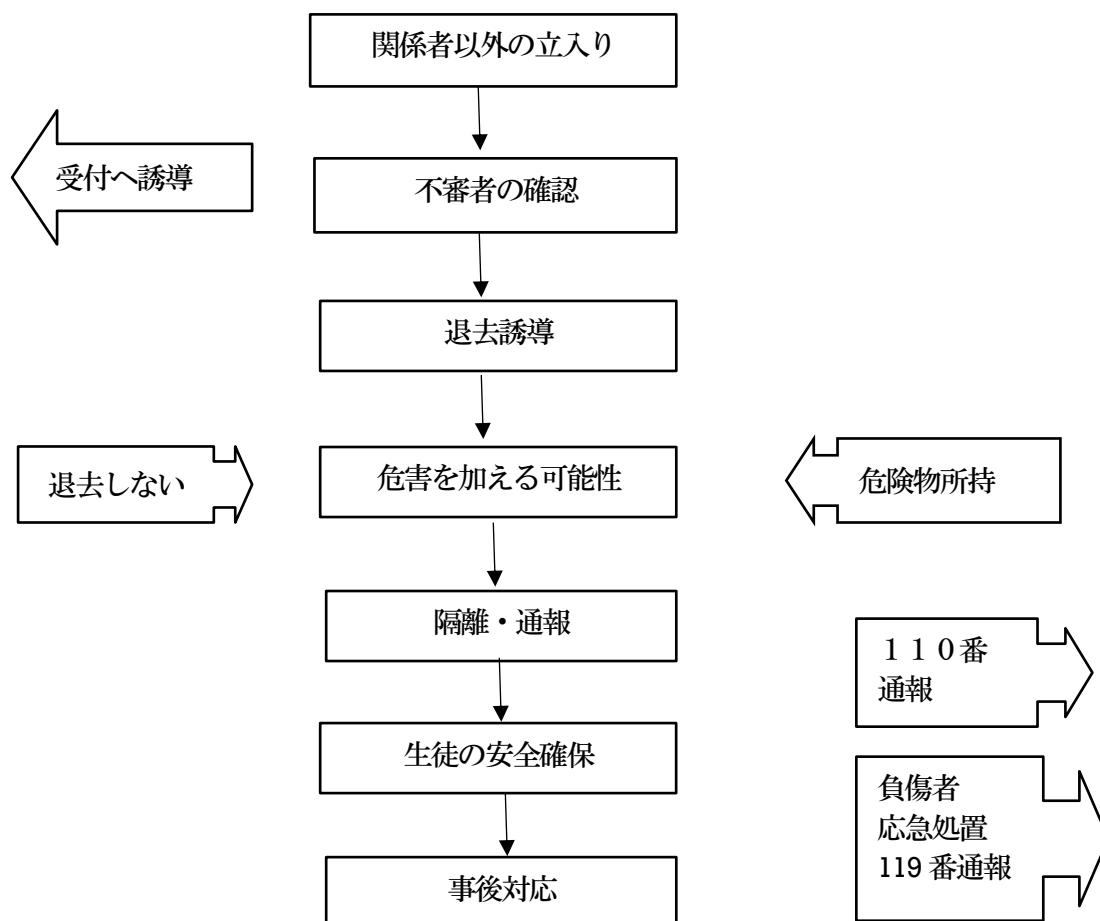 関係者以外の立入り
受付へ誘導
不審者の確認
退去誘導
退去しない
危害を加える可能性
危険物所持
隔離・通報
１１０番
通報
生徒の安全確保
負傷者
応急処置
119 番通報
事後対応